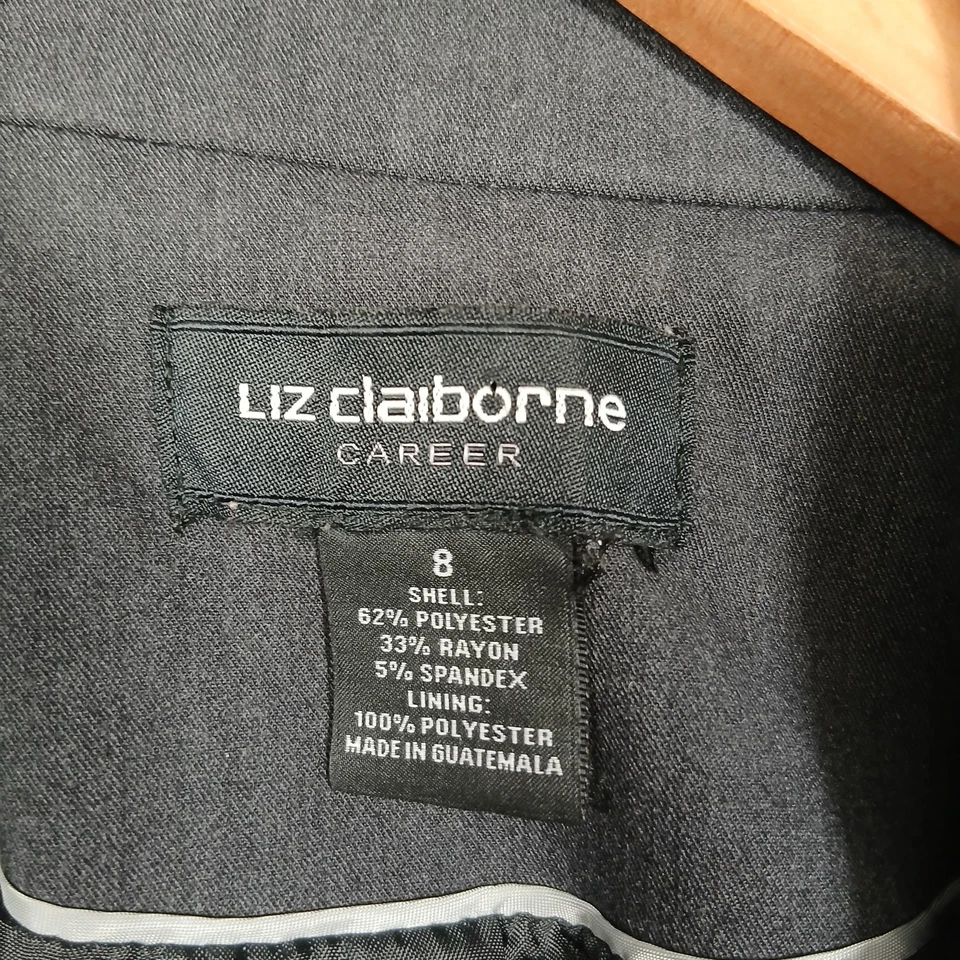 Liz claiborne
CAREER
8
SHELL:
62% POLYESTER
33% RAYON
5% SPANDEX
LINING:
100% POLYESTER
MADE IN GUATEMALA